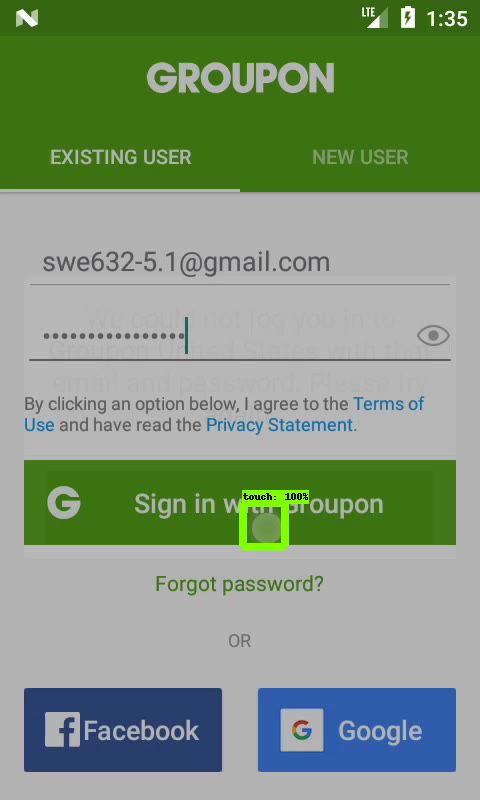 LTE 1:35
GROUPON
EXISTING USER NEW USER
swe632-5.1@gmail.com
We could not log you in to
Groupon United States with that
email and password. Please try
By clicking an option below, I agree to the Terms of
Use and have read the Privacy Statement.
touch: 100%
G Sign in with Groupon
Forgot password?
OR
Facebook
G Google